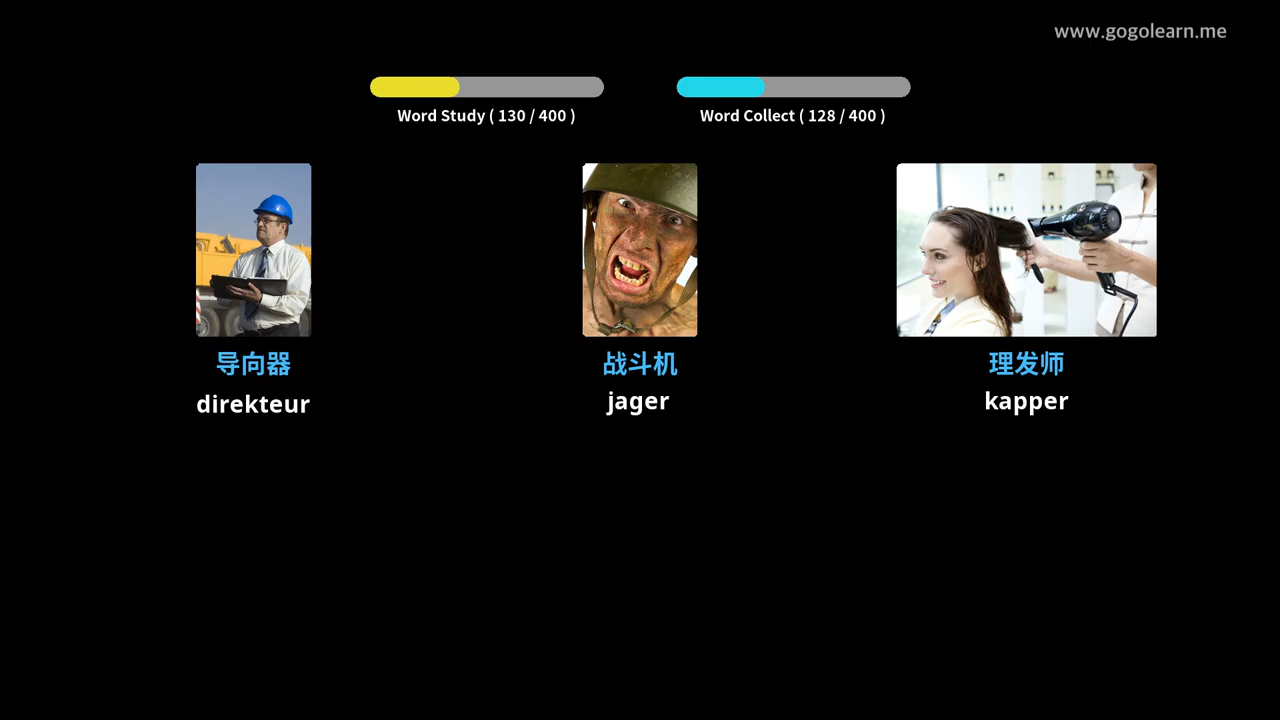 www.gogolearn.me
Word Study ( 130 / 400 )
Word Collect ( 128 / 400 )
导向器
战斗机
理发师
direkteur
jager
kapper